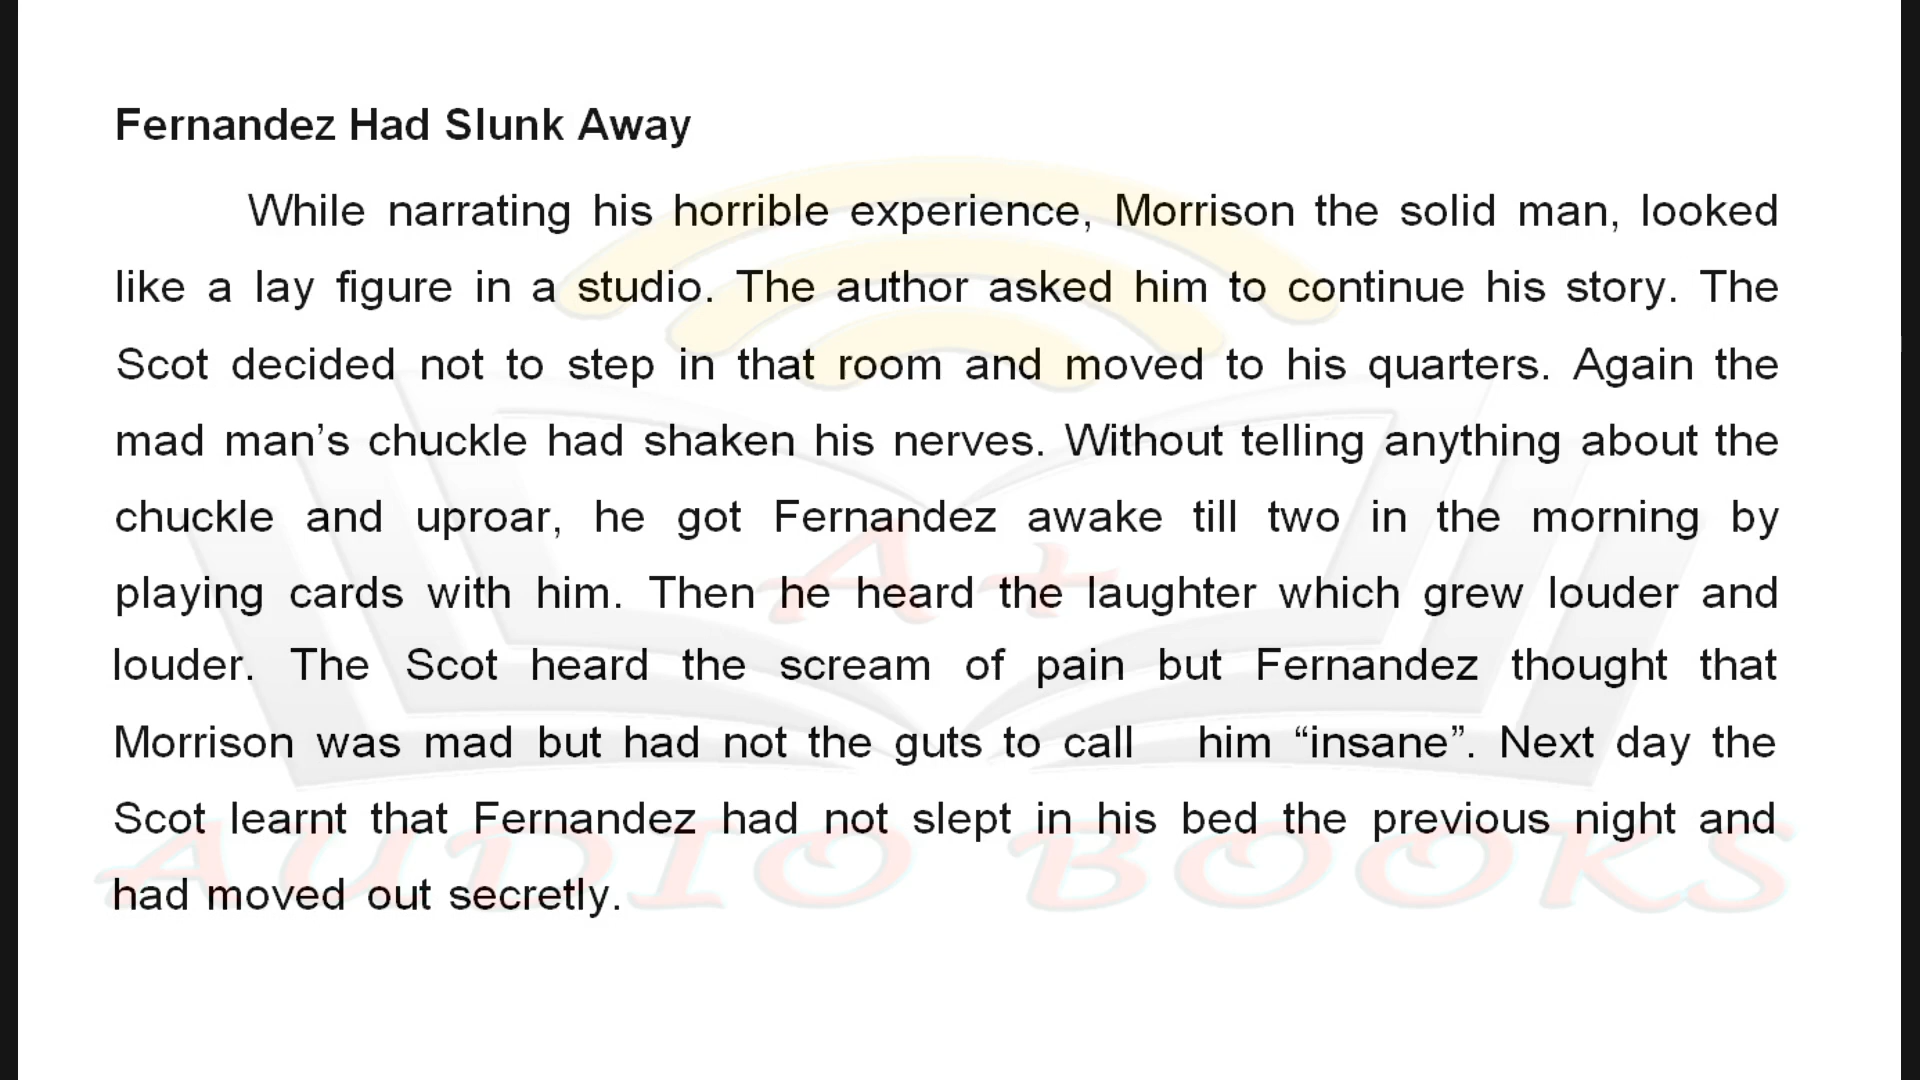 Fernandez Had Slunk Away
While narrating his horrible experience, Morrison the solid man, looked
like a lay figure in a studio. The author asked him to continue his story. The
Scot decided not to step in that room and moved to his quarters. Again the
mad man’s chuckle had shaken his nerves. Without telling anything about the
chuckle and uproar, he got Fernandez awake till two in the morning by
playing cards with him. Then he heard the laughter which grew louder and
louder. The Scot heard the scream of pain but Fernandez thought that
Morrison was mad but had not the guts to call him “insane”. Next day the
Scot learnt that Fernandez had not slept in his bed the previous night and
had moved out secretly.
A+
AUDIO BOOKS